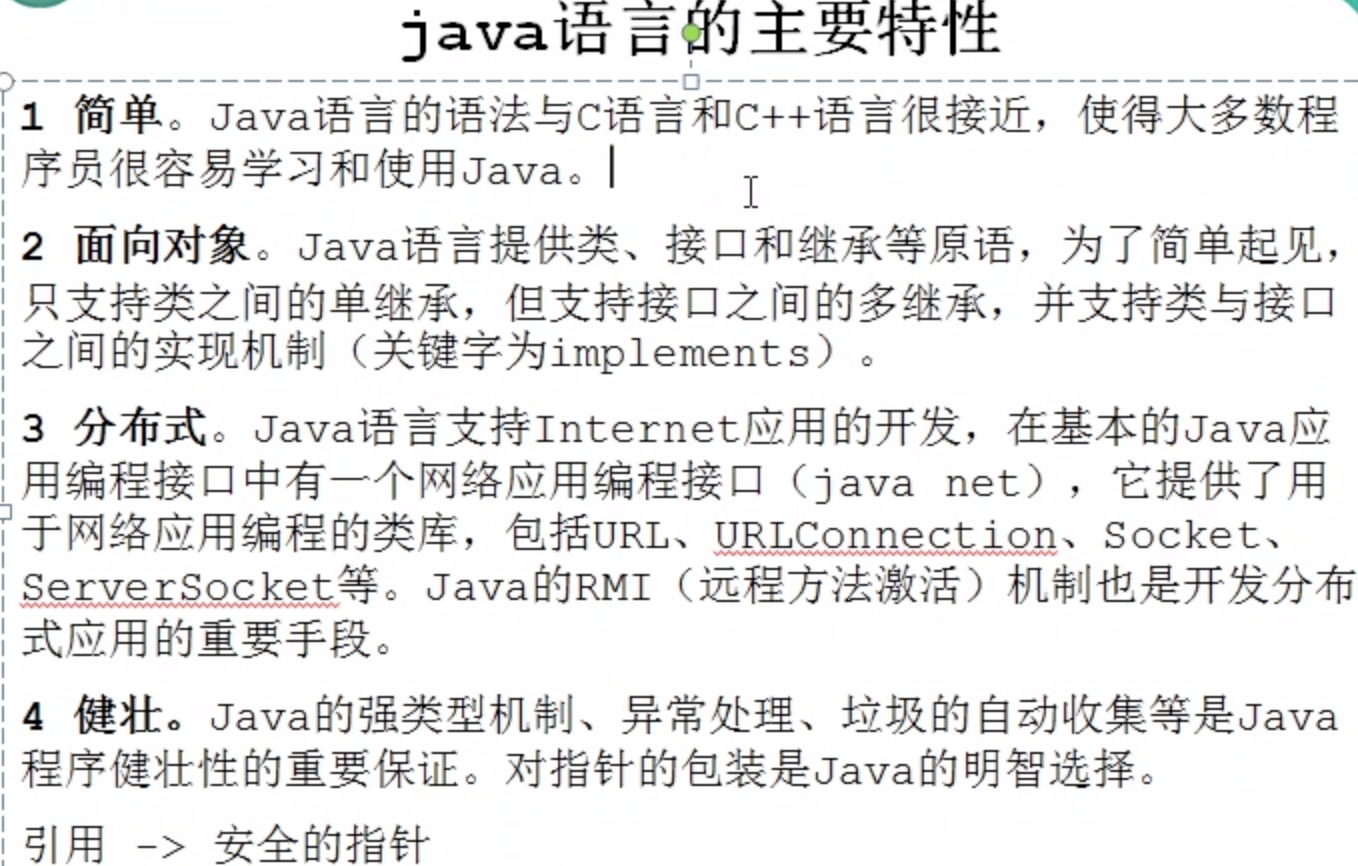 java语言的主要特性
1 简单。Java语言的语法与C语言和C++语言很接近，使得大多数程
序员很容易学习和使用Java。
2 面向对象。Java语言提供类、接口和继承等原语，为了简单起见，
只支持类之间的单继承，但支持接口之间的多继承，并支持类与接口
之间的实现机制（关键字为implements）。
3 分布式。Java语言支持Internet应用的开发，在基本的Java应
用编程接口中有一个网络应用编程接口（java net），它提供了用
于网络应用编程的类库，包括URL、URLConnection、Socket、
ServerSocket等。Java的RMI（远程方法激活）机制也是开发分布
式应用的重要手段。
4 健壮。Java的强类型机制、异常处理、垃圾的自动收集等是Java
程序健壮性的重要保证。对指针的包装是Java的明智选择。
引用 -> 安全的指针